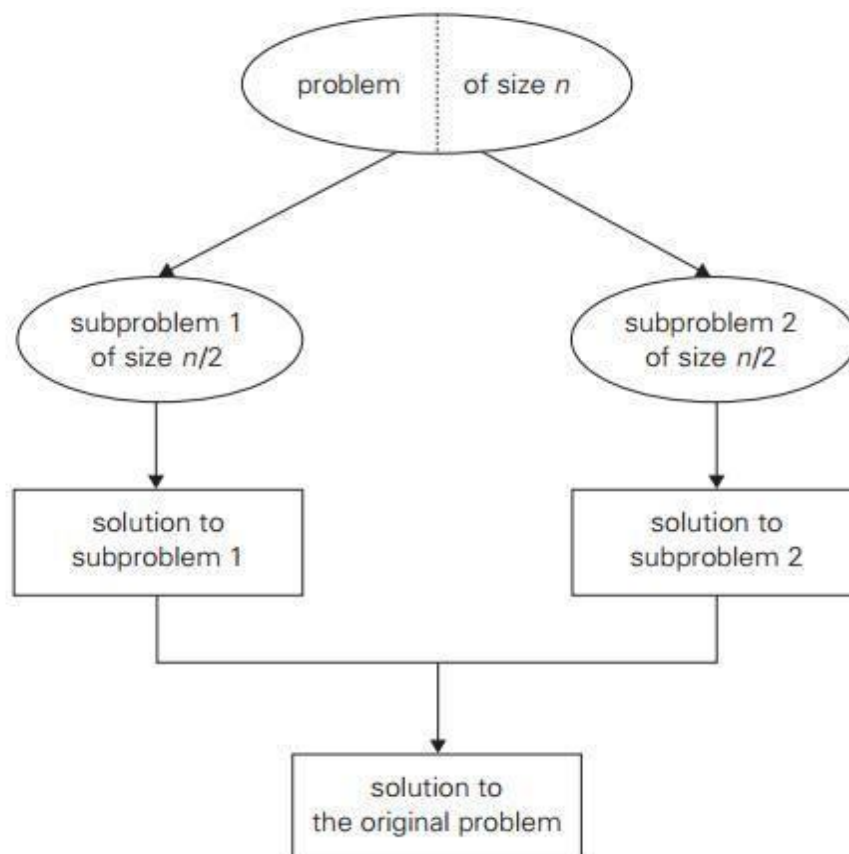 problem of size n
subproblem 1
of size n/2
subproblem 2
of size n/2
solution to
subproblem 1
solution to
subproblem 2
solution to
the original problem